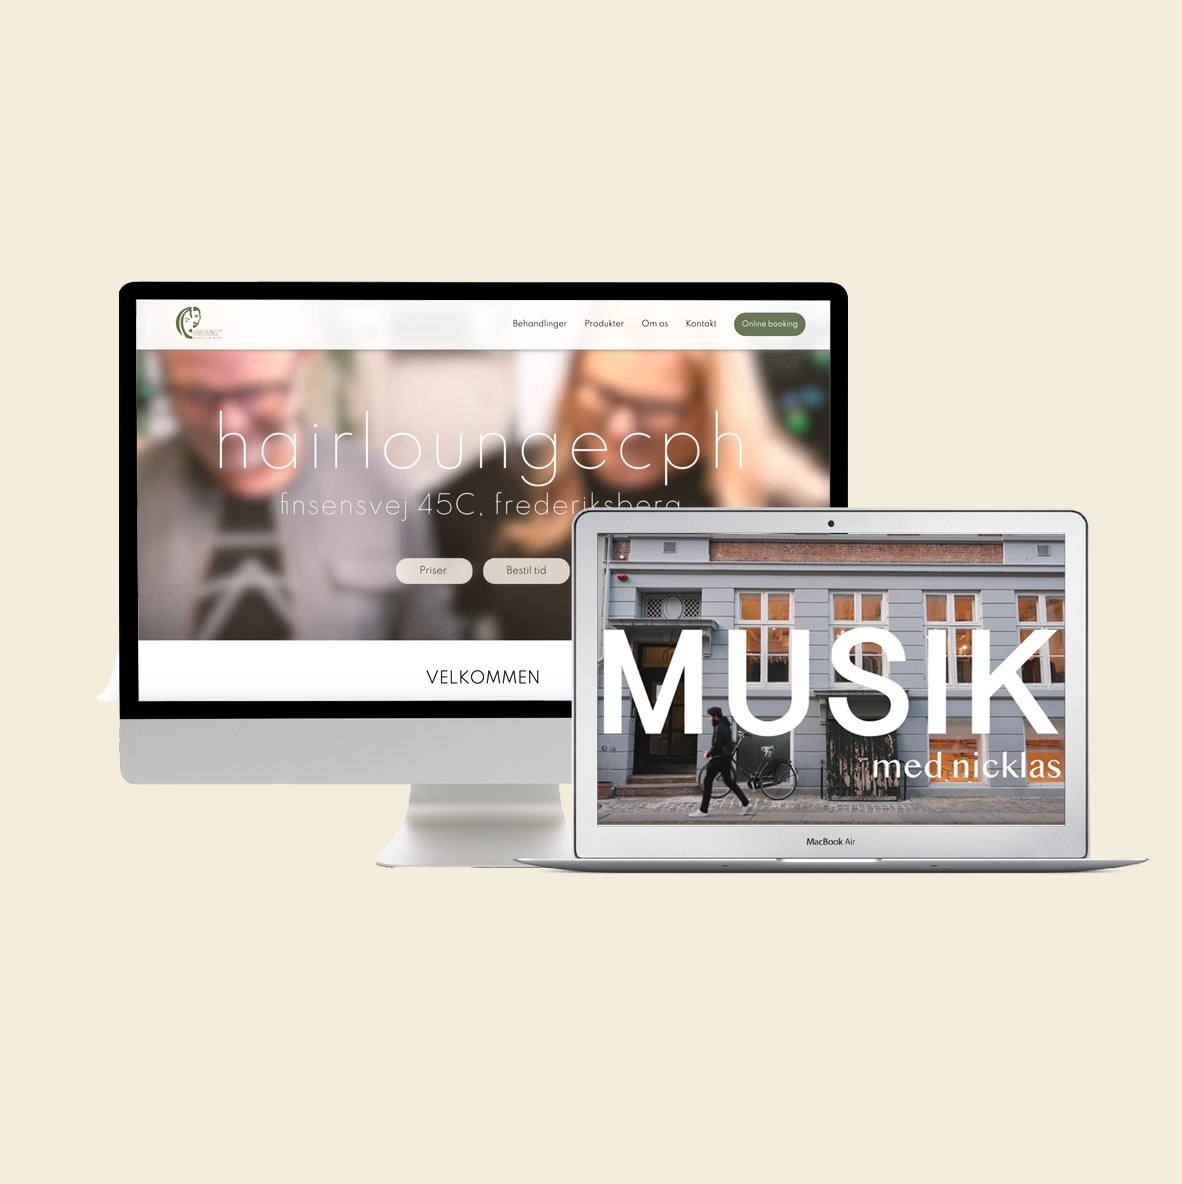 HAIRLOUNGE
Behandlinger Produkter Om os Kontakt Online booking
hairloungecph
finsensvej 45C, frederiksberg
Priser Bestil tid
VELKOMMEN
MUSIK
med nicklas
MacBook Air